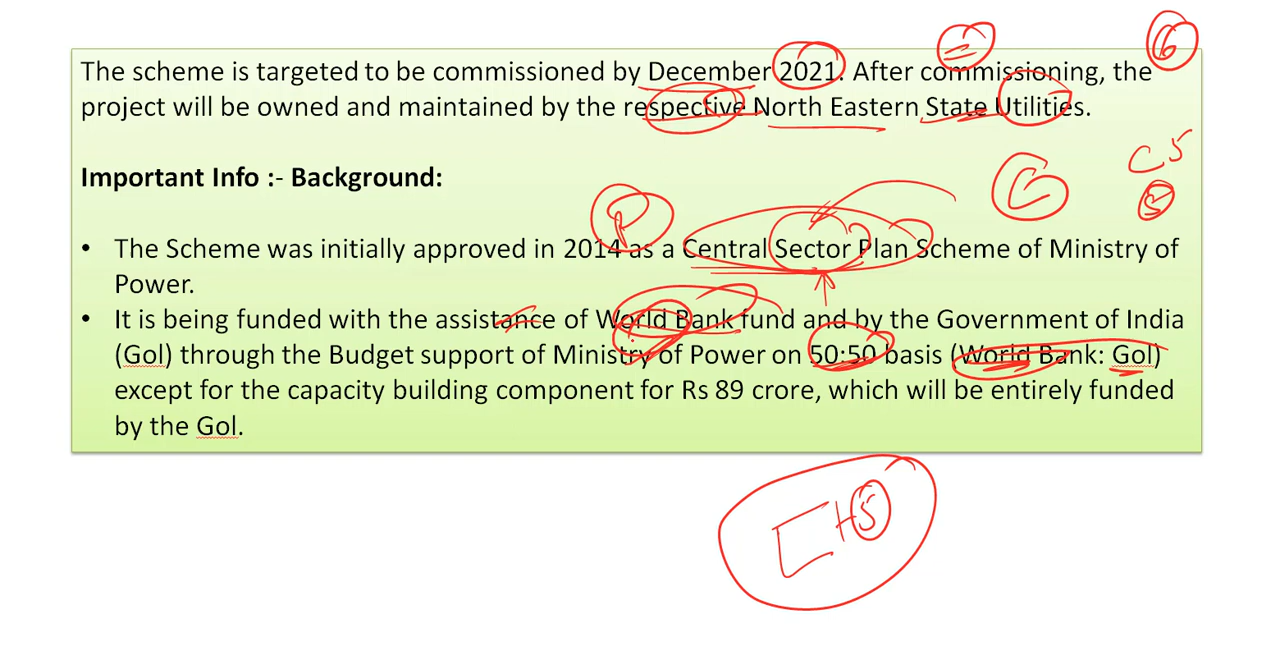 The scheme is targeted to be commissioned by December 2021. After commissioning, the
project will be owned and maintained by the respective North Eastern State Utilities.
Important Info :- Background:
• The Scheme was initially approved in 2014 as a Central Sector Plan Scheme of Ministry of
Power.
• It is being funded with the assistance of World Bank fund and by the Government of India
(GoI) through the Budget support of Ministry of Power on 50:50 basis (World Bank: GoI)
except for the capacity building component for Rs 89 crore, which will be entirely funded
by the GoI.